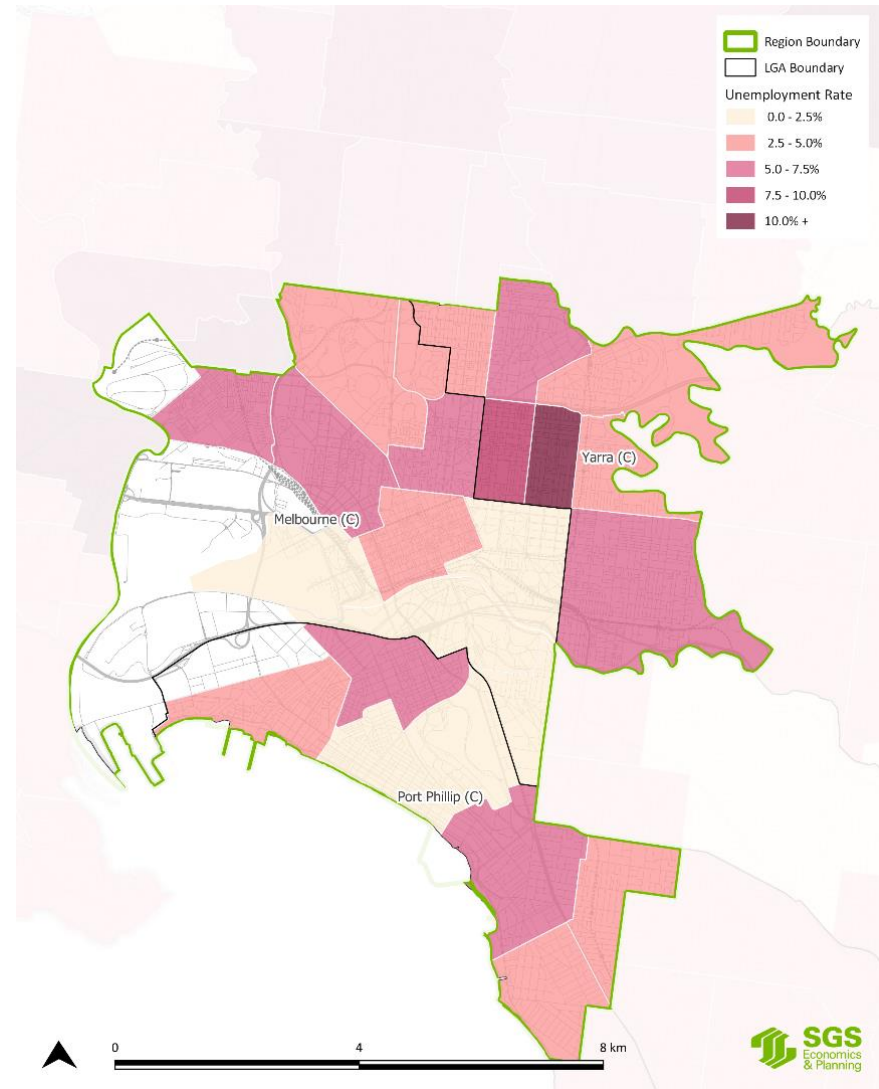 Region Boundary
LGA Boundary
Unemployment Rate
0.0 - 2.5%
2.5 - 5.0%
5.0 - 7.5%
7.5 - 10.0%
10.0% +
Yarra (C)
Melbourne (C)
Port Phillip (C)
0 4 8 km
SGS
Economics
& Planning